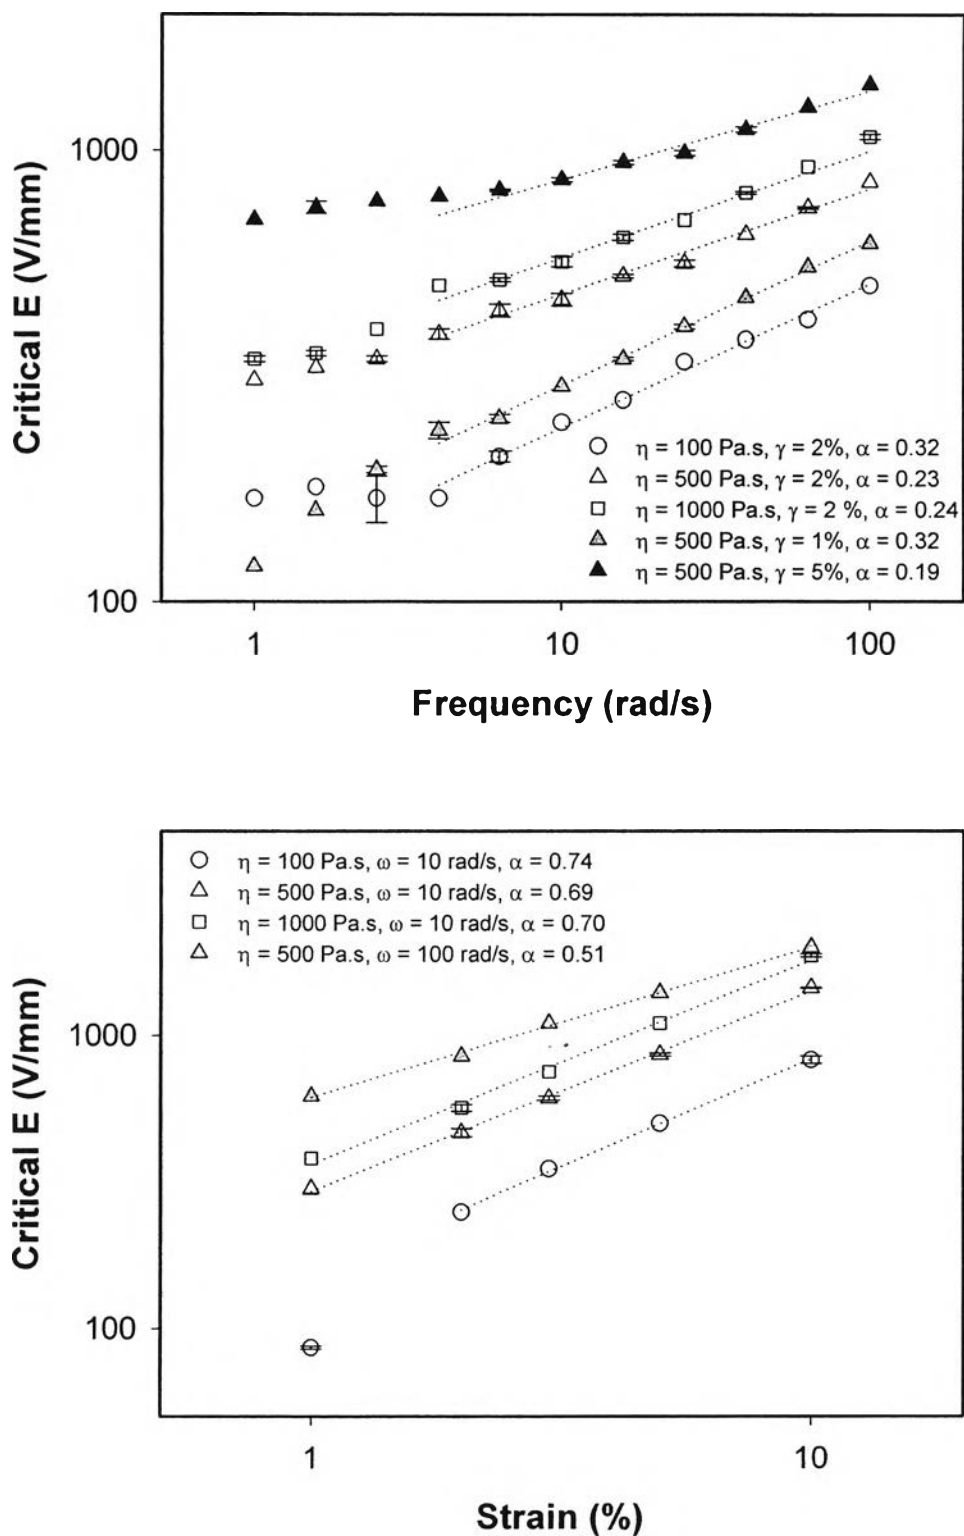 Critical E (V/mm)
1000
100
η = 100 Pa.s, γ = 2%, α = 0.32
η = 500 Pa.s, γ = 2%, α = 0.23
η = 1000 Pa.s, γ = 2 %, α = 0.24
η = 500 Pa.s, γ = 1%, α = 0.32
η = 500 Pa.s, γ = 5%, α = 0.19
1 10 100
Frequency (rad/s)
Critical E (V/mm)
η = 100 Pa.s, ω = 10 rad/s, α = 0.74
η = 500 Pa.s, ω = 10 rad/s, α = 0.69
η = 1000 Pa.s, ω = 10 rad/s, α = 0.70
η = 500 Pa.s, ω = 100 rad/s, α = 0.51
1000
100
1 10
Strain (%)